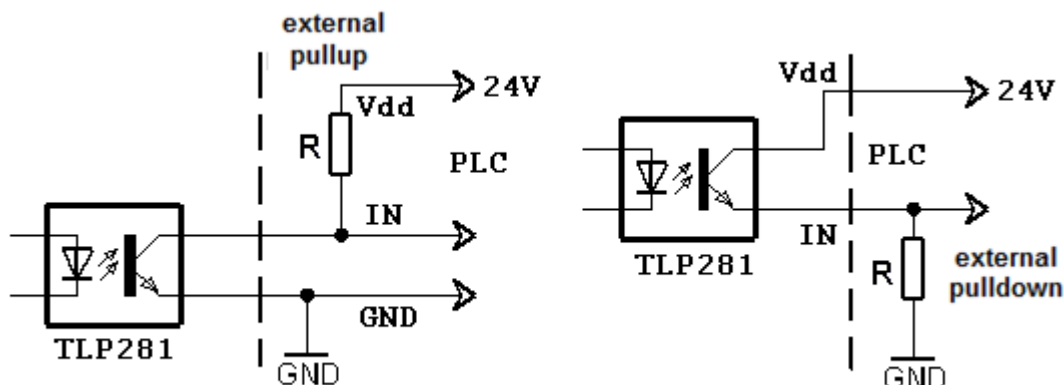 external
pullup
Vdd
24V
R
PLC
IN
GND
TLP281
GND
Vdd
24V
PLC
IN
TLP281
R
external
pulldown
GND